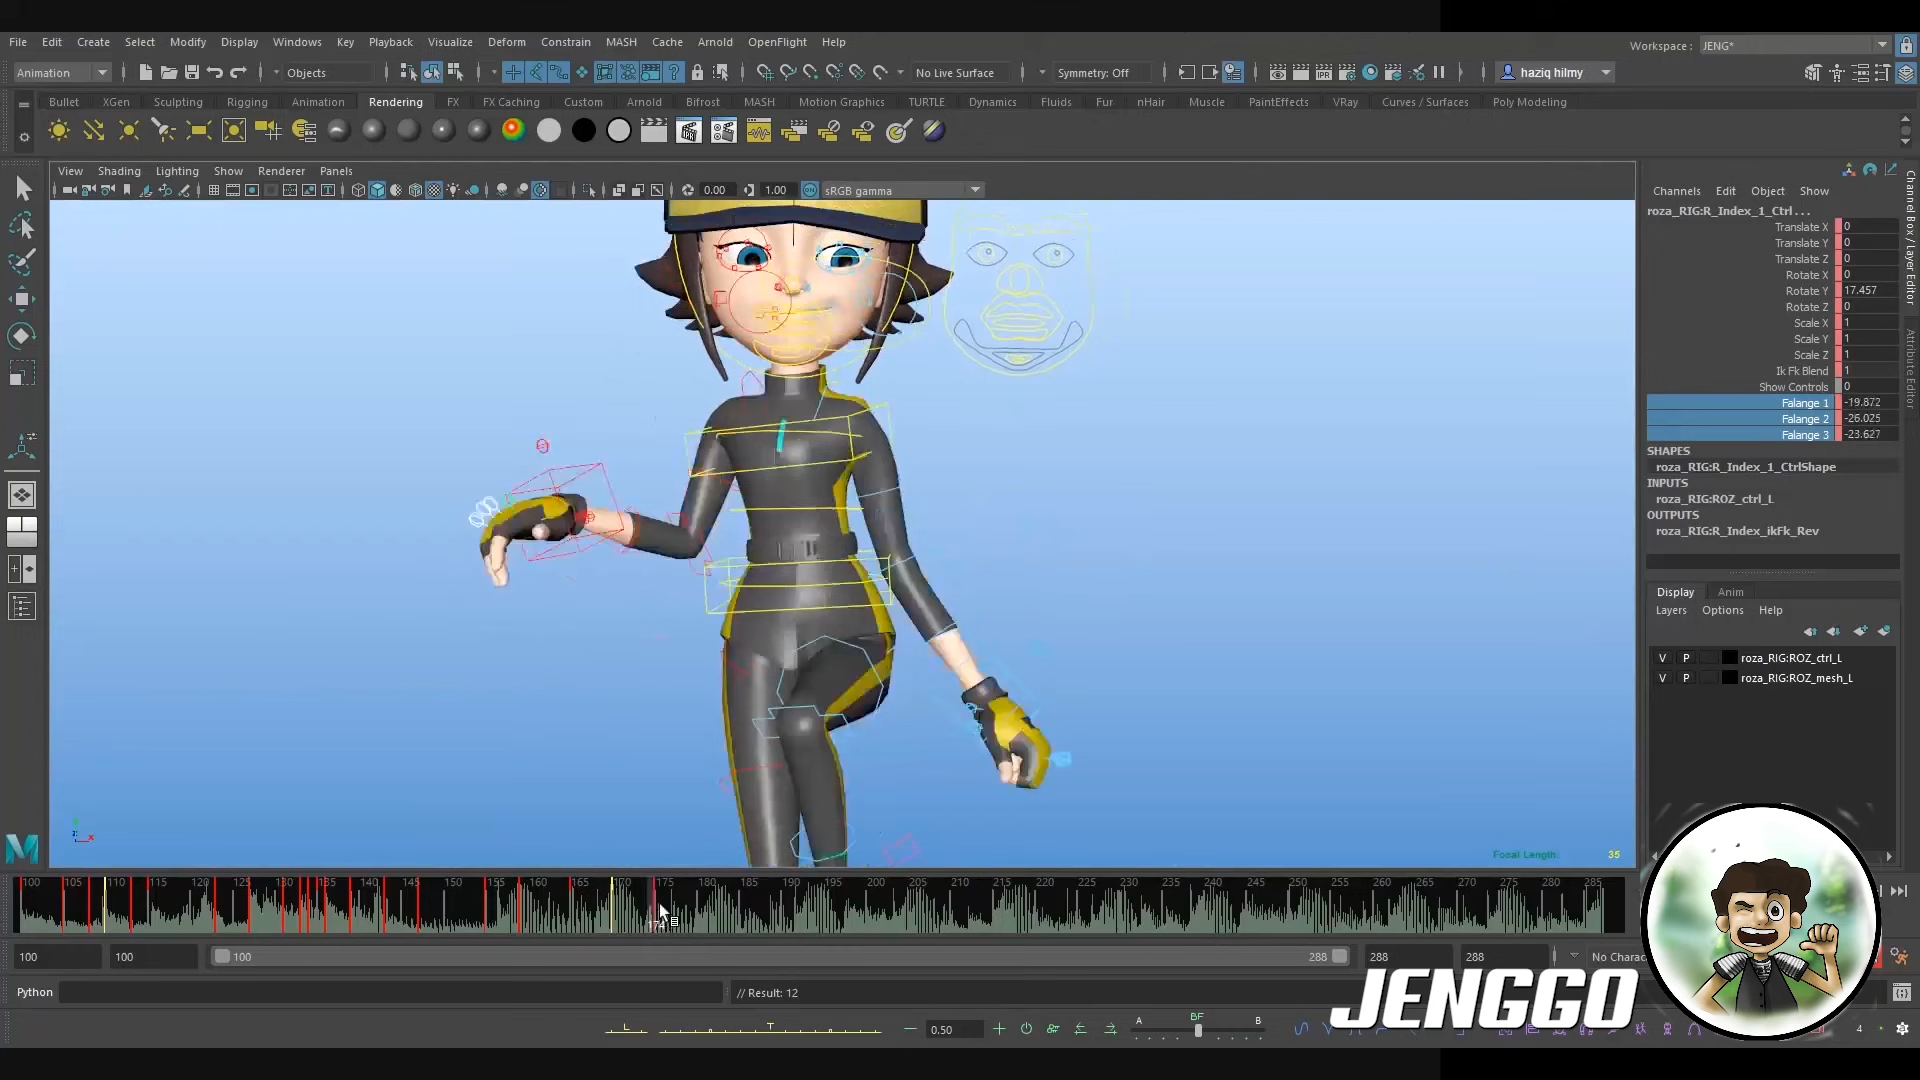 File Edit Create Select Modify Display Windows Key Playback Visualize Deform Constrain MASH Cache Arnold OpenFlight Help
Workspace : JENG*
Animation Objects No Live Surface Symmetry: Off haziq hilmy
Bullet XGen Sculpting Rigging Animation Rendering FX FX Caching Custom Arnold Bifrost MASH Motion Graphics TURTLE Dynamics Fluids Fur nHair Muscle PaintEffects VRay Curves / Surfaces Poly Modeling
View Shading Lighting Show Renderer Panels
0.00 1.00 sRGB gamma
Channels Edit Object Show
roza_RIG:R_Index_1_Ctrl...
Translate X 0
Translate Y 0
Translate Z 0
Rotate X 0
Rotate Y 17.457
Rotate Z 0
Scale X 1
Scale Y 1
Scale Z 1
Ik Fk Blend 1
Show Controls 0
Falange 1 -19.872
Falange 2 -26.025
Falange 3 -23.627
SHAPES
roza_RIG:R_Index_1_CtrlShape
INPUTS
roza_RIG:ROZ_ctrl_L
OUTPUTS
roza_RIG:R_Index_ikFk_Rev
Display Anim
Layers Options Help
V P roza_RIG:ROZ_ctrl_L
V P roza_RIG:ROZ_mesh_L
Channel Box / Layer Editor
Attribute Editor
Focal Length: 35
100 105 110 115 120 125 130 135 140 145 150 155 160 165 170 175 180 185 190 195 200 205 210 215 220 225 230 235 240 245 250 255 260 265 270 275 280 285
174
100 100 100 288 288 288 No Charac
Python // Result: 12
JENGGO
L T 0.50 A BF B 4